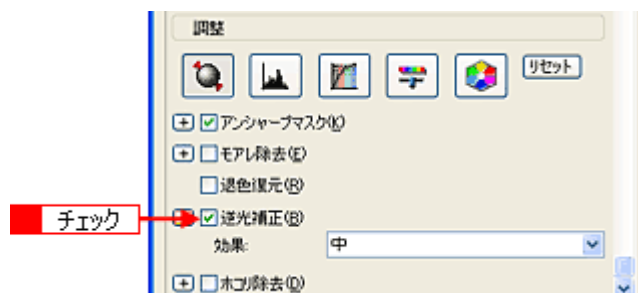 調整
リセット
アンシャープマスク(K)
モアレ除去(E)
退色復元(R)
チェック
逆光補正(B)
効果:
中
ホコリ除去(D)